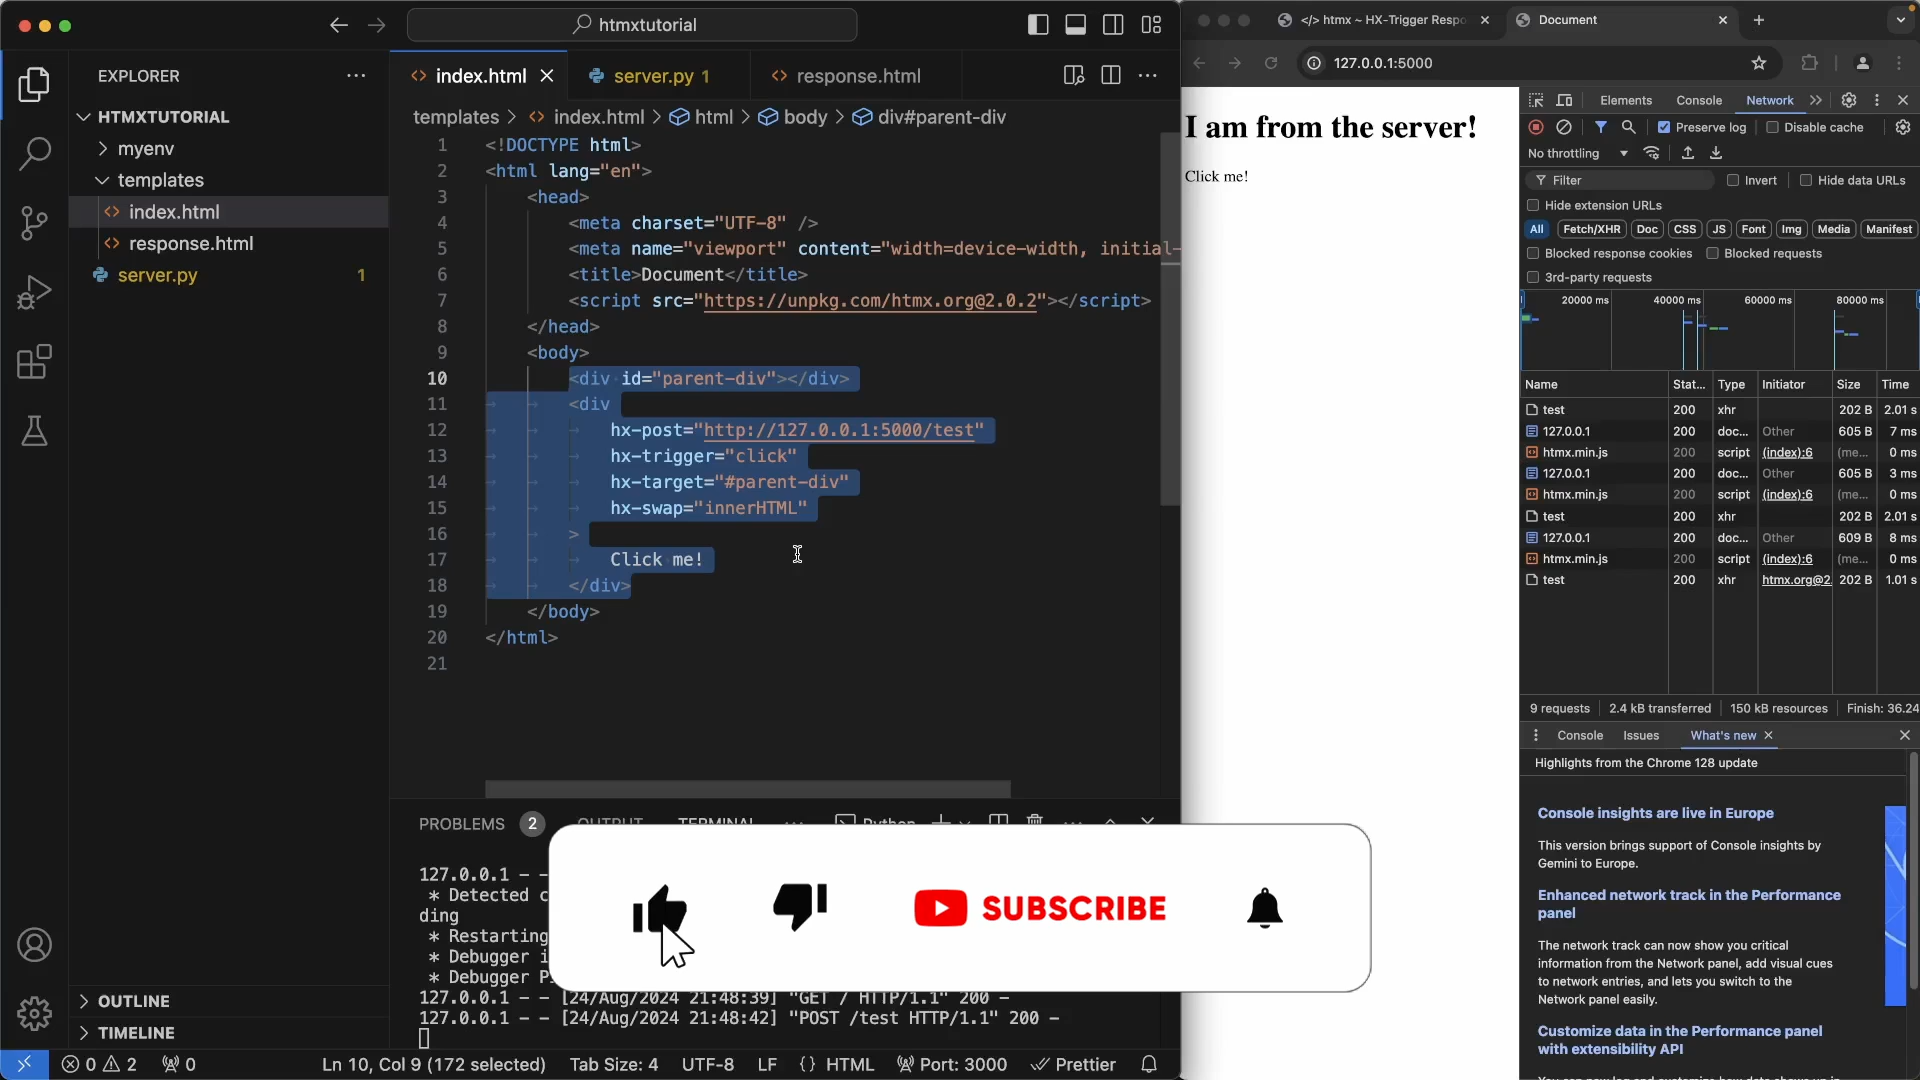 htmxtutorial
</> htmx ~ HX-Trigger Respo
Document
127.0.0.1:5000
EXPLORER
index.html
server.py 1
response.html
HTMXTUTORIAL
myenv
templates
index.html
response.html
server.py 1
templates > index.html > html > body > div#parent-div
1 <!DOCTYPE html>
2 <html lang="en">
3 <head>
4 <meta charset="UTF-8" />
5 <meta name="viewport" content="width=device-width, initial-
6 <title>Document</title>
7 <script src="https://unpkg.com/htmx.org@2.0.2"></script>
8 </head>
9 <body>
10 <div id="parent-div"></div>
11 <div
12 hx-post="http://127.0.0.1:5000/test"
13 hx-trigger="click"
14 hx-target="#parent-div"
15 hx-swap="innerHTML"
16 >
17 Click me!
18 </div>
19 </body>
20 </html>
21
PROBLEMS 2 OUTPUT TERMINAL ... Python
127.0.0.1 - -
* Detected c
ding
* Restarting
* Debugger i
* Debugger P
127.0.0.1 - - [24/Aug/2024 21:48:39] "GET / HTTP/1.1" 200 -
127.0.0.1 - - [24/Aug/2024 21:48:42] "POST /test HTTP/1.1" 200 -
SUBSCRIBE
OUTLINE
TIMELINE
0 2 0 Ln 10, Col 9 (172 selected) Tab Size: 4 UTF-8 LF {} HTML Port: 3000 Prettier
I am from the server!
Click me!
Elements Console Network
Preserve log Disable cache
No throttling
Filter Invert Hide data URLs
Hide extension URLs
All Fetch/XHR Doc CSS JS Font Img Media Manifest
Blocked response cookies Blocked requests
3rd-party requests
20000 ms 40000 ms 60000 ms 80000 ms
Name Stat... Type Initiator Size Time
test 200 xhr 202 B 2.01 s
127.0.0.1 200 doc... Other 605 B 7 ms
htmx.min.js 200 script (index):6 (me... 0 ms
127.0.0.1 200 doc... Other 605 B 3 ms
htmx.min.js 200 script (index):6 (me... 0 ms
test 200 xhr 202 B 2.01 s
127.0.0.1 200 doc... Other 609 B 8 ms
htmx.min.js 200 script (index):6 (me... 0 ms
test 200 xhr htmx.org@2. 202 B 1.01 s
9 requests 2.4 kB transferred 150 kB resources Finish: 36.24
Console Issues What's new
Highlights from the Chrome 128 update
Console insights are live in Europe
This version brings support of Console insights by
Gemini to Europe.
Enhanced network track in the Performance
panel
The network track can now show you critical
information from the Network panel, add visual cues
to network entries, and lets you switch to the
Network panel easily.
Customize data in the Performance panel
with extensibility API